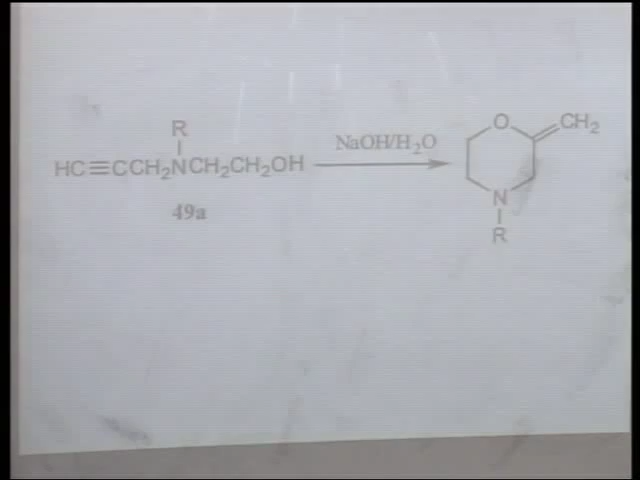 R
HC≡CCH₂NCH₂CH₂OH
49a
NaOH/H₂O
O
CH₂
N
R